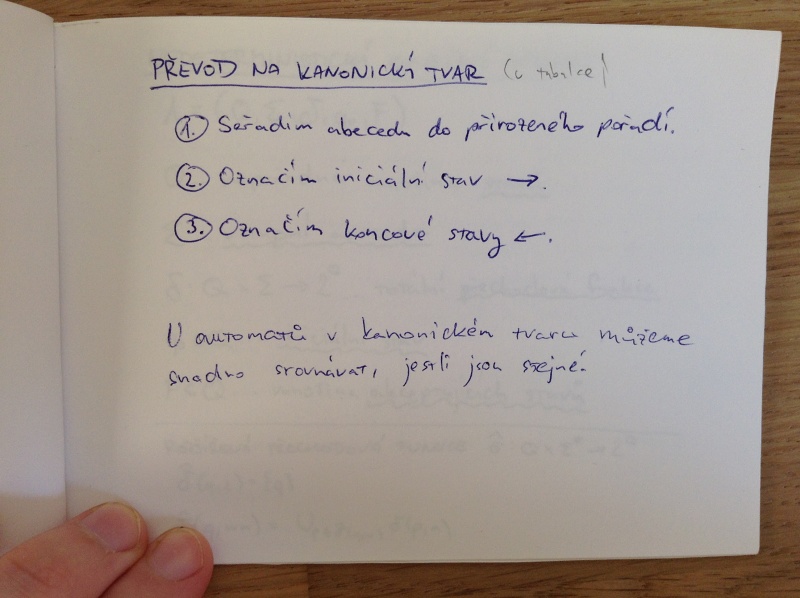 PŘEVOD NA KANONICKÝ TVAR (v tabulce)
1. Seřadím abecedu do přirozeného pořadí.
2. Označím iniciální stav →.
3. Označím koncové stavy ←.
U automatů v kanonickém tvaru můžeme
snadno srovnávat, jestli jsou stejné.